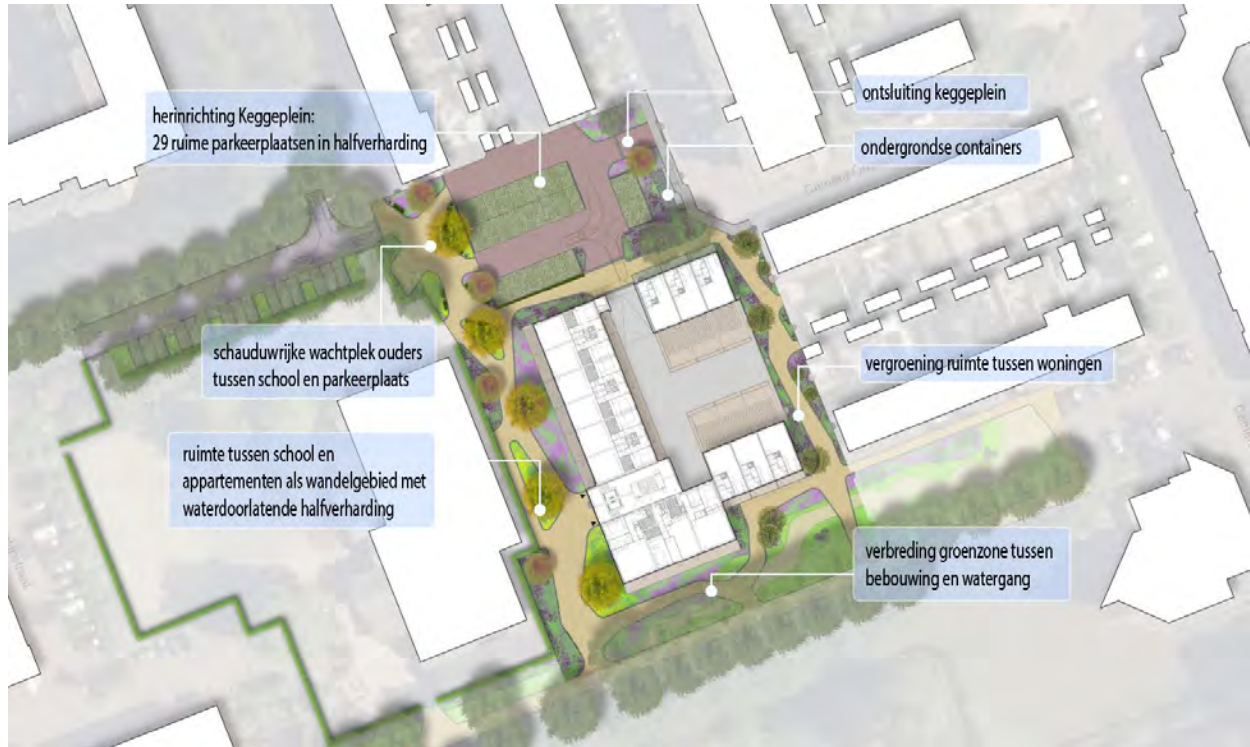 herinrichting Keggeplein:
29 ruime parkeerplaatsen in halfverharding
ontsluiting keggeplein
ondergrondse containers
schauduwrijke wachtplek ouders
tussen school en parkeerplaats
vergroening ruimte tussen woningen
ruimte tussen school en
appartementen als wandelgebied met
waterdoorlatende halfverharding
verbreding groenzone tussen
bebouwing en watergang